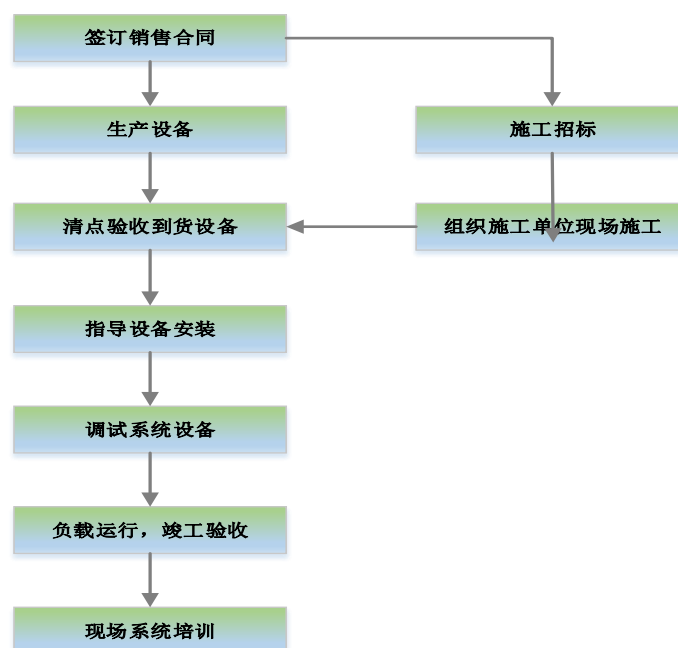 签订销售合同
生产设备
施工招标
清点验收到货设备
组织施工单位现场施工
指导设备安装
调试系统设备
负载运行，竣工验收
现场系统培训